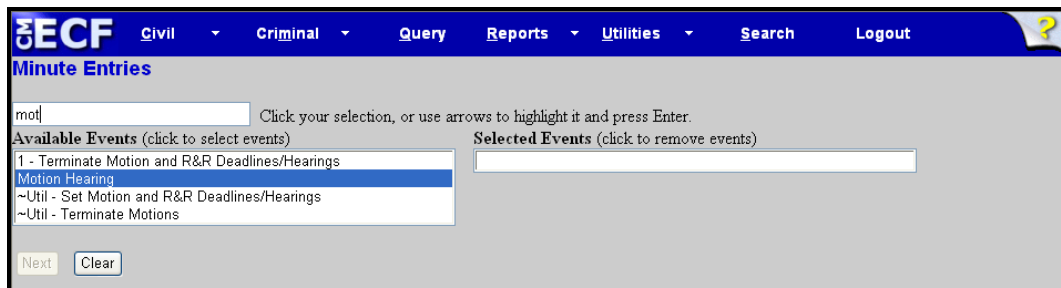 CM ECF Civil Criminal Query Reports Utilities Search Logout ?
Minute Entries
mot Click your selection, or use arrows to highlight it and press Enter.
Available Events (click to select events) Selected Events (click to remove events)
1 - Terminate Motion and R&R Deadlines/Hearings
Motion Hearing
~Util - Set Motion and R&R Deadlines/Hearings
~Util - Terminate Motions
Next Clear